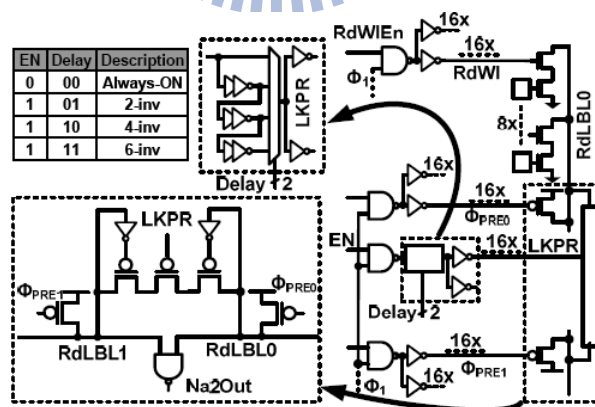 EN Delay Description
0 00 Always-ON
1 01 2-inv
1 10 4-inv
1 11 6-inv
LKPR
Delay 2
RdWlEn
16x
16x
RdWl
Φ1
8x
RdLBL0
16x
16x
ΦPRE0
EN
16x
LKPR
Delay 2
16x
ΦPRE1
16x
Φ1
LKPR
ΦPRE1
ΦPRE0
RdLBL1
RdLBL0
Na2Out